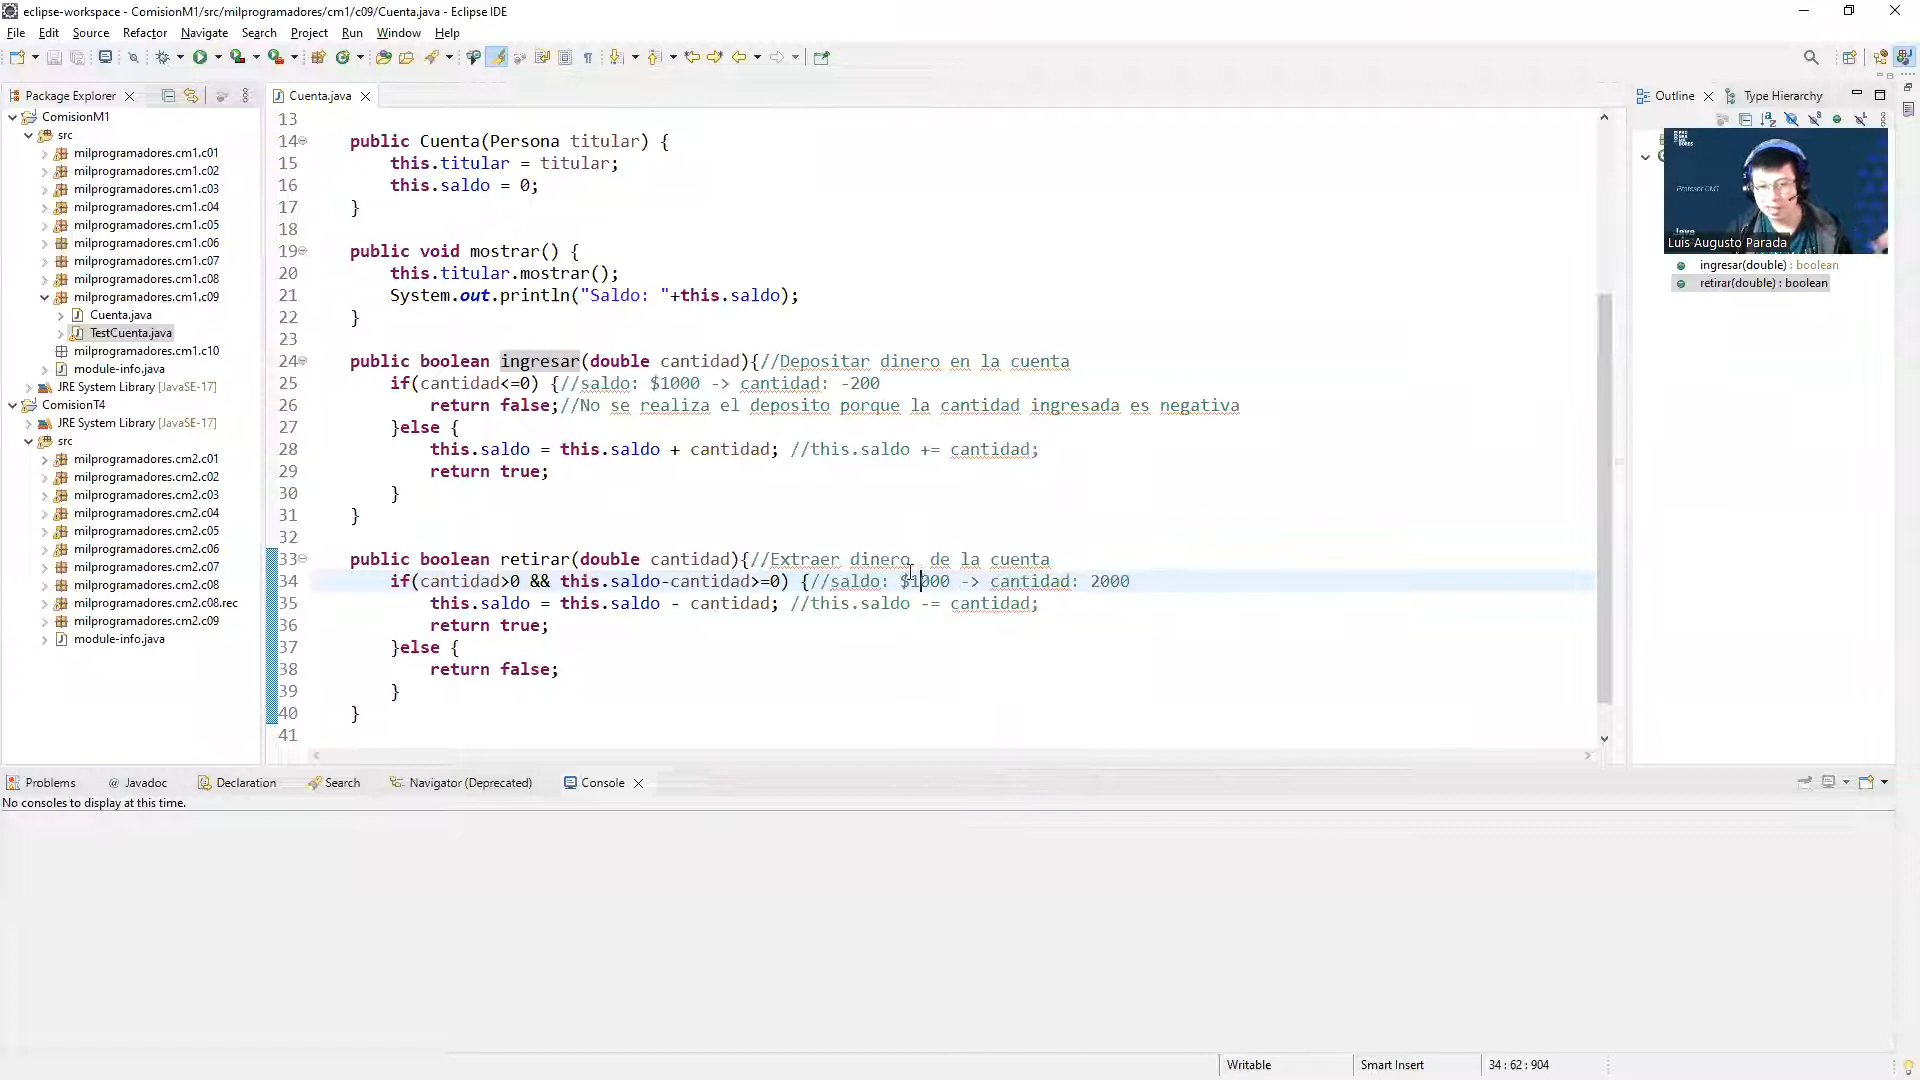 eclipse-workspace - ComisionM1/src/milprogramadores/cm1/c09/Cuenta.java - Eclipse IDE
File Edit Source Refactor Navigate Search Project Run Window Help
Package Explorer
ComisionM1
src
milprogramadores.cm1.c01
milprogramadores.cm1.c02
milprogramadores.cm1.c03
milprogramadores.cm1.c04
milprogramadores.cm1.c05
milprogramadores.cm1.c06
milprogramadores.cm1.c07
milprogramadores.cm1.c08
milprogramadores.cm1.c09
Cuenta.java
TestCuenta.java
milprogramadores.cm1.c10
module-info.java
JRE System Library [JavaSE-17]
ComisionT4
JRE System Library [JavaSE-17]
src
milprogramadores.cm2.c01
milprogramadores.cm2.c02
milprogramadores.cm2.c03
milprogramadores.cm2.c04
milprogramadores.cm2.c05
milprogramadores.cm2.c06
milprogramadores.cm2.c07
milprogramadores.cm2.c08
milprogramadores.cm2.c08.rec
milprogramadores.cm2.c09
module-info.java
Cuenta.java
13
14 public Cuenta(Persona titular) {
15 this.titular = titular;
16 this.saldo = 0;
17 }
18
19 public void mostrar() {
20 this.titular.mostrar();
21 System.out.println("Saldo: "+this.saldo);
22 }
23
24 public boolean ingresar(double cantidad){//Depositar dinero en la cuenta
25 if(cantidad<=0) {//saldo: $1000 -> cantidad: -200
26 return false;//No se realiza el deposito porque la cantidad ingresada es negativa
27 }else {
28 this.saldo = this.saldo + cantidad; //this.saldo += cantidad;
29 return true;
30 }
31 }
32
33 public boolean retirar(double cantidad){//Extraer dinero de la cuenta
34 if(cantidad>0 && this.saldo-cantidad>=0) {//saldo: $1000 -> cantidad: 2000
35 this.saldo = this.saldo - cantidad; //this.saldo -= cantidad;
36 return true;
37 }else {
38 return false;
39 }
40 }
41
Outline Type Hierarchy
Profesor CM1
Java
Luis Augusto Parada
ingresar(double) : boolean
retirar(double) : boolean
Problems @ Javadoc Declaration Search Navigator (Deprecated) Console
No consoles to display at this time.
Writable Smart Insert 34 : 62 : 904